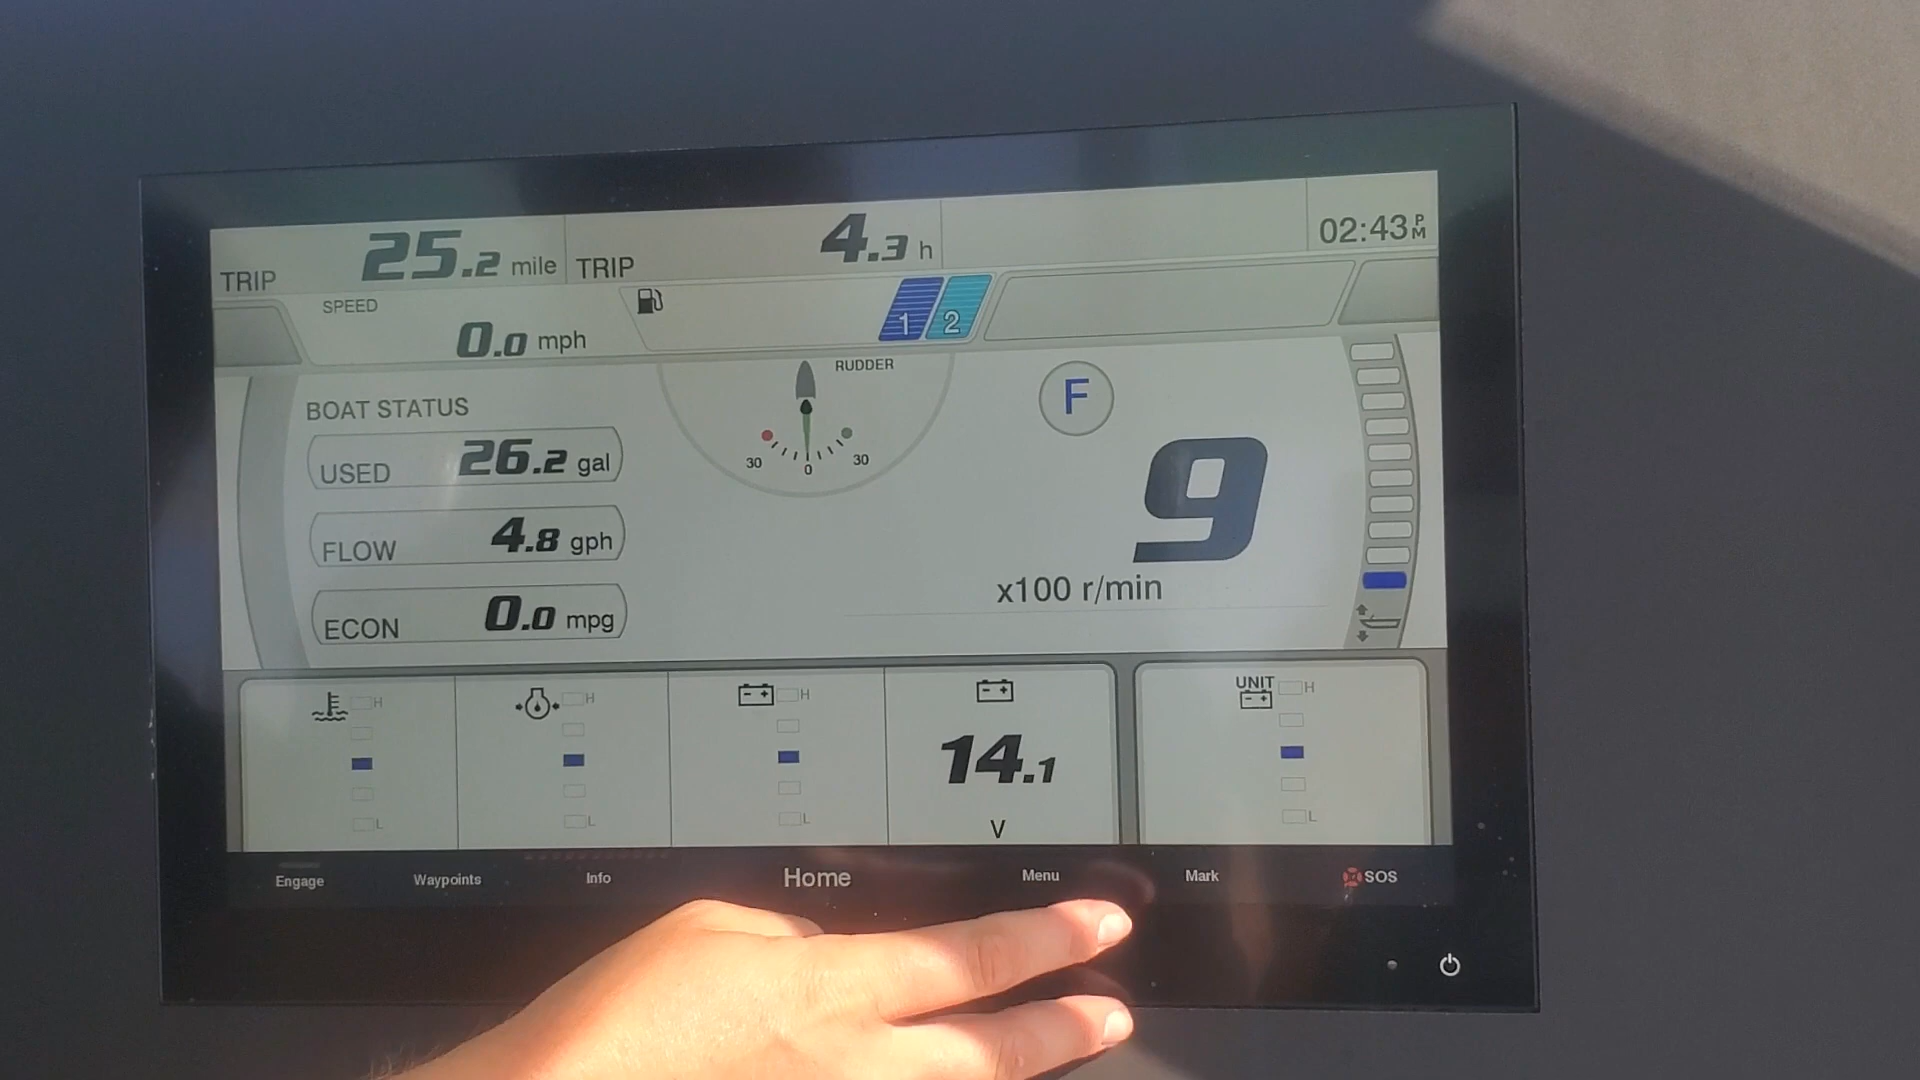 TRIP 25.2 mile
TRIP 4.3 h
02:43 PM
SPEED
0.0 mph
1 2
RUDDER
30 0 30
F
BOAT STATUS
USED 26.2 gal
FLOW 4.8 gph
ECON 0.0 mpg
9
x100 r/min
H
L
H
L
H
L
14.1
V
UNIT
H
L
Engage Waypoints Info Home Menu Mark SOS